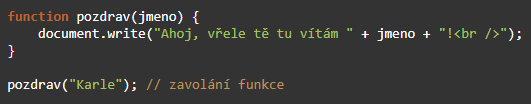 function pozdrav(jmeno) {
    document.write("Ahoj, vřele tě tu vítám " + jmeno + "!<br />");
}

pozdrav("Karle"); // zavolání funkce